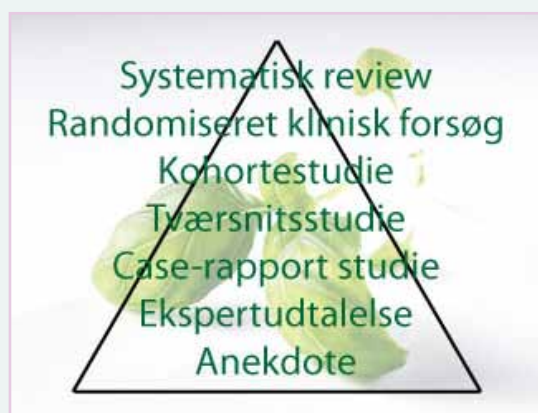 Systematisk review
Randomiseret klinisk forsøg
Kohortestudie
Tværsnitsstudie
Case-rapport studie
Ekspertudtalelse
Anekdote